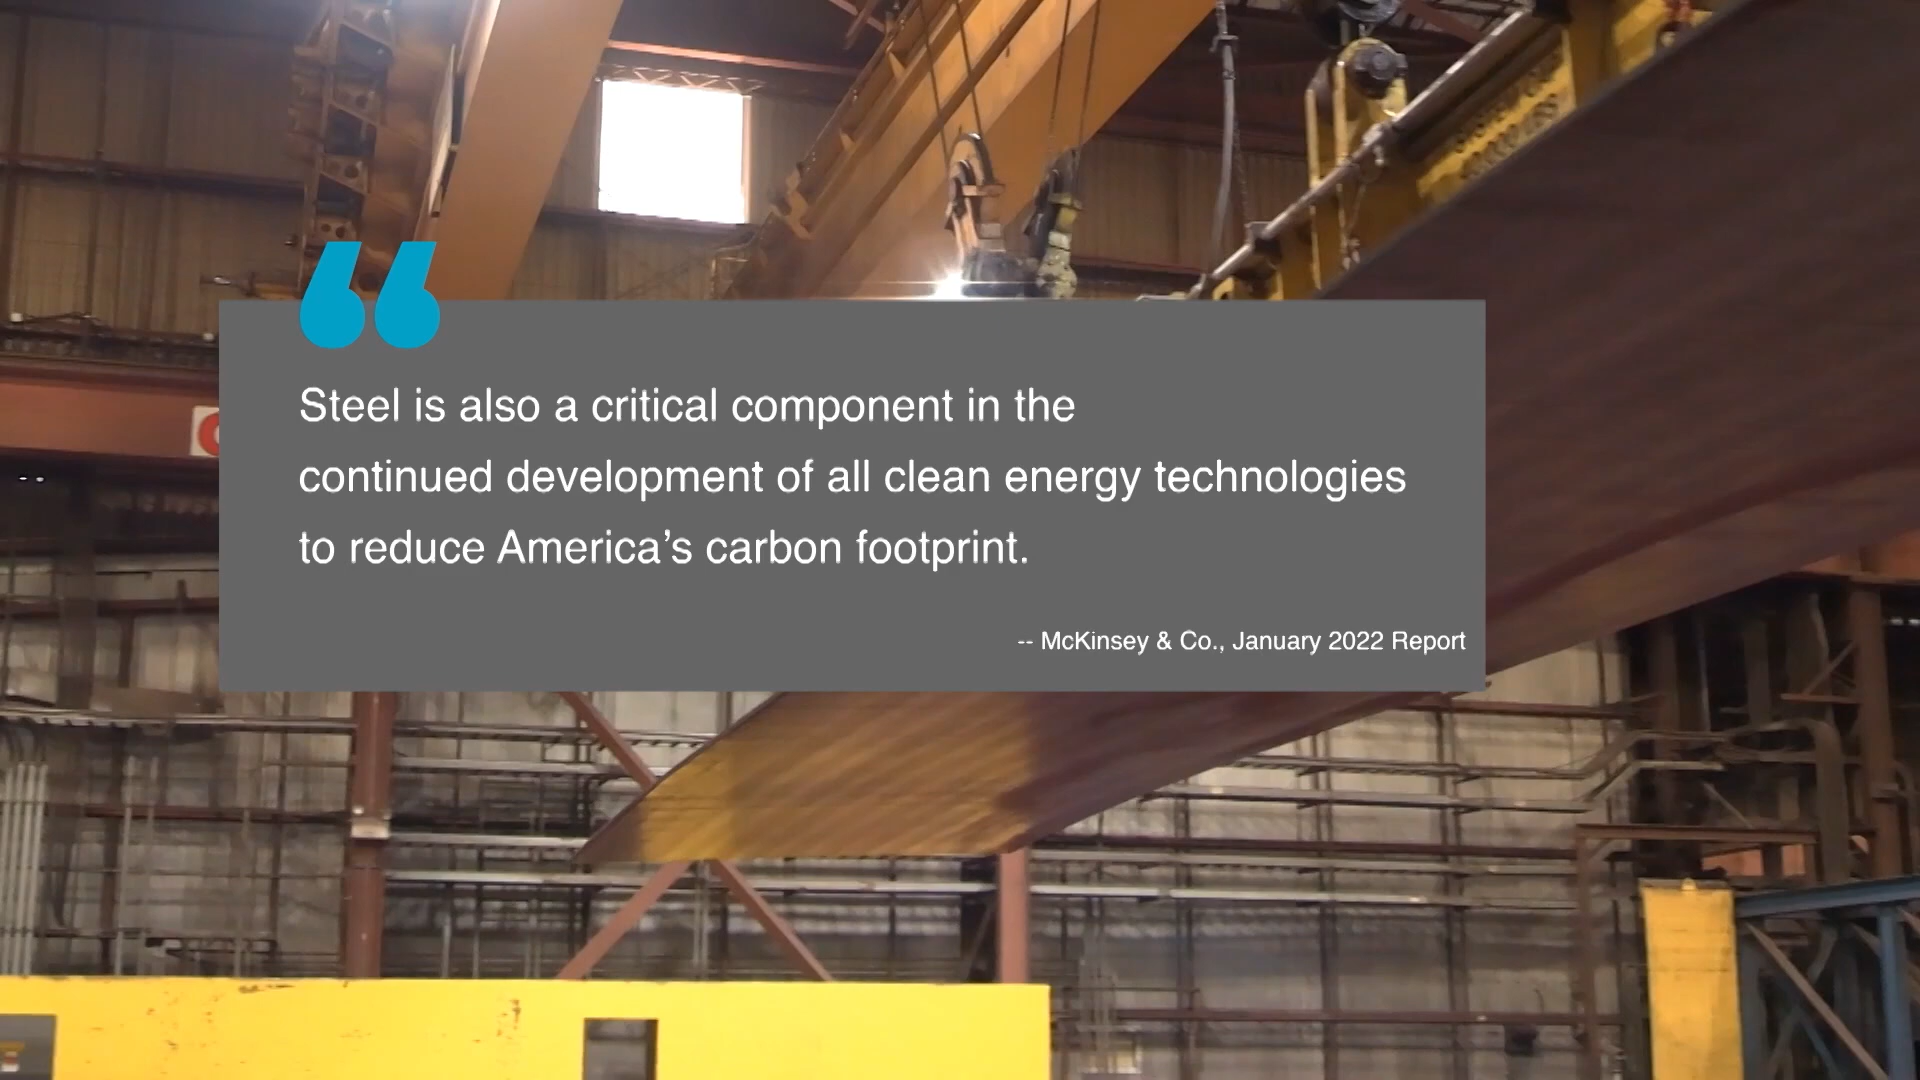 “
Steel is also a critical component in the
continued development of all clean energy technologies
to reduce America’s carbon footprint.
-- McKinsey & Co., January 2022 Report